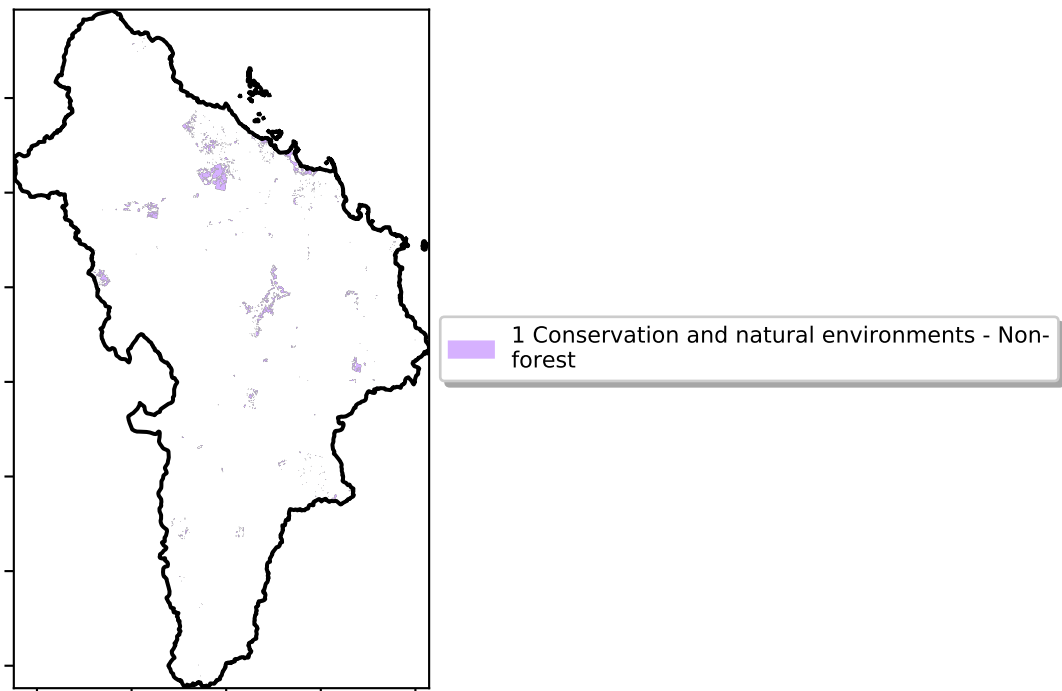 1 Conservation and natural environments - Non-
forest